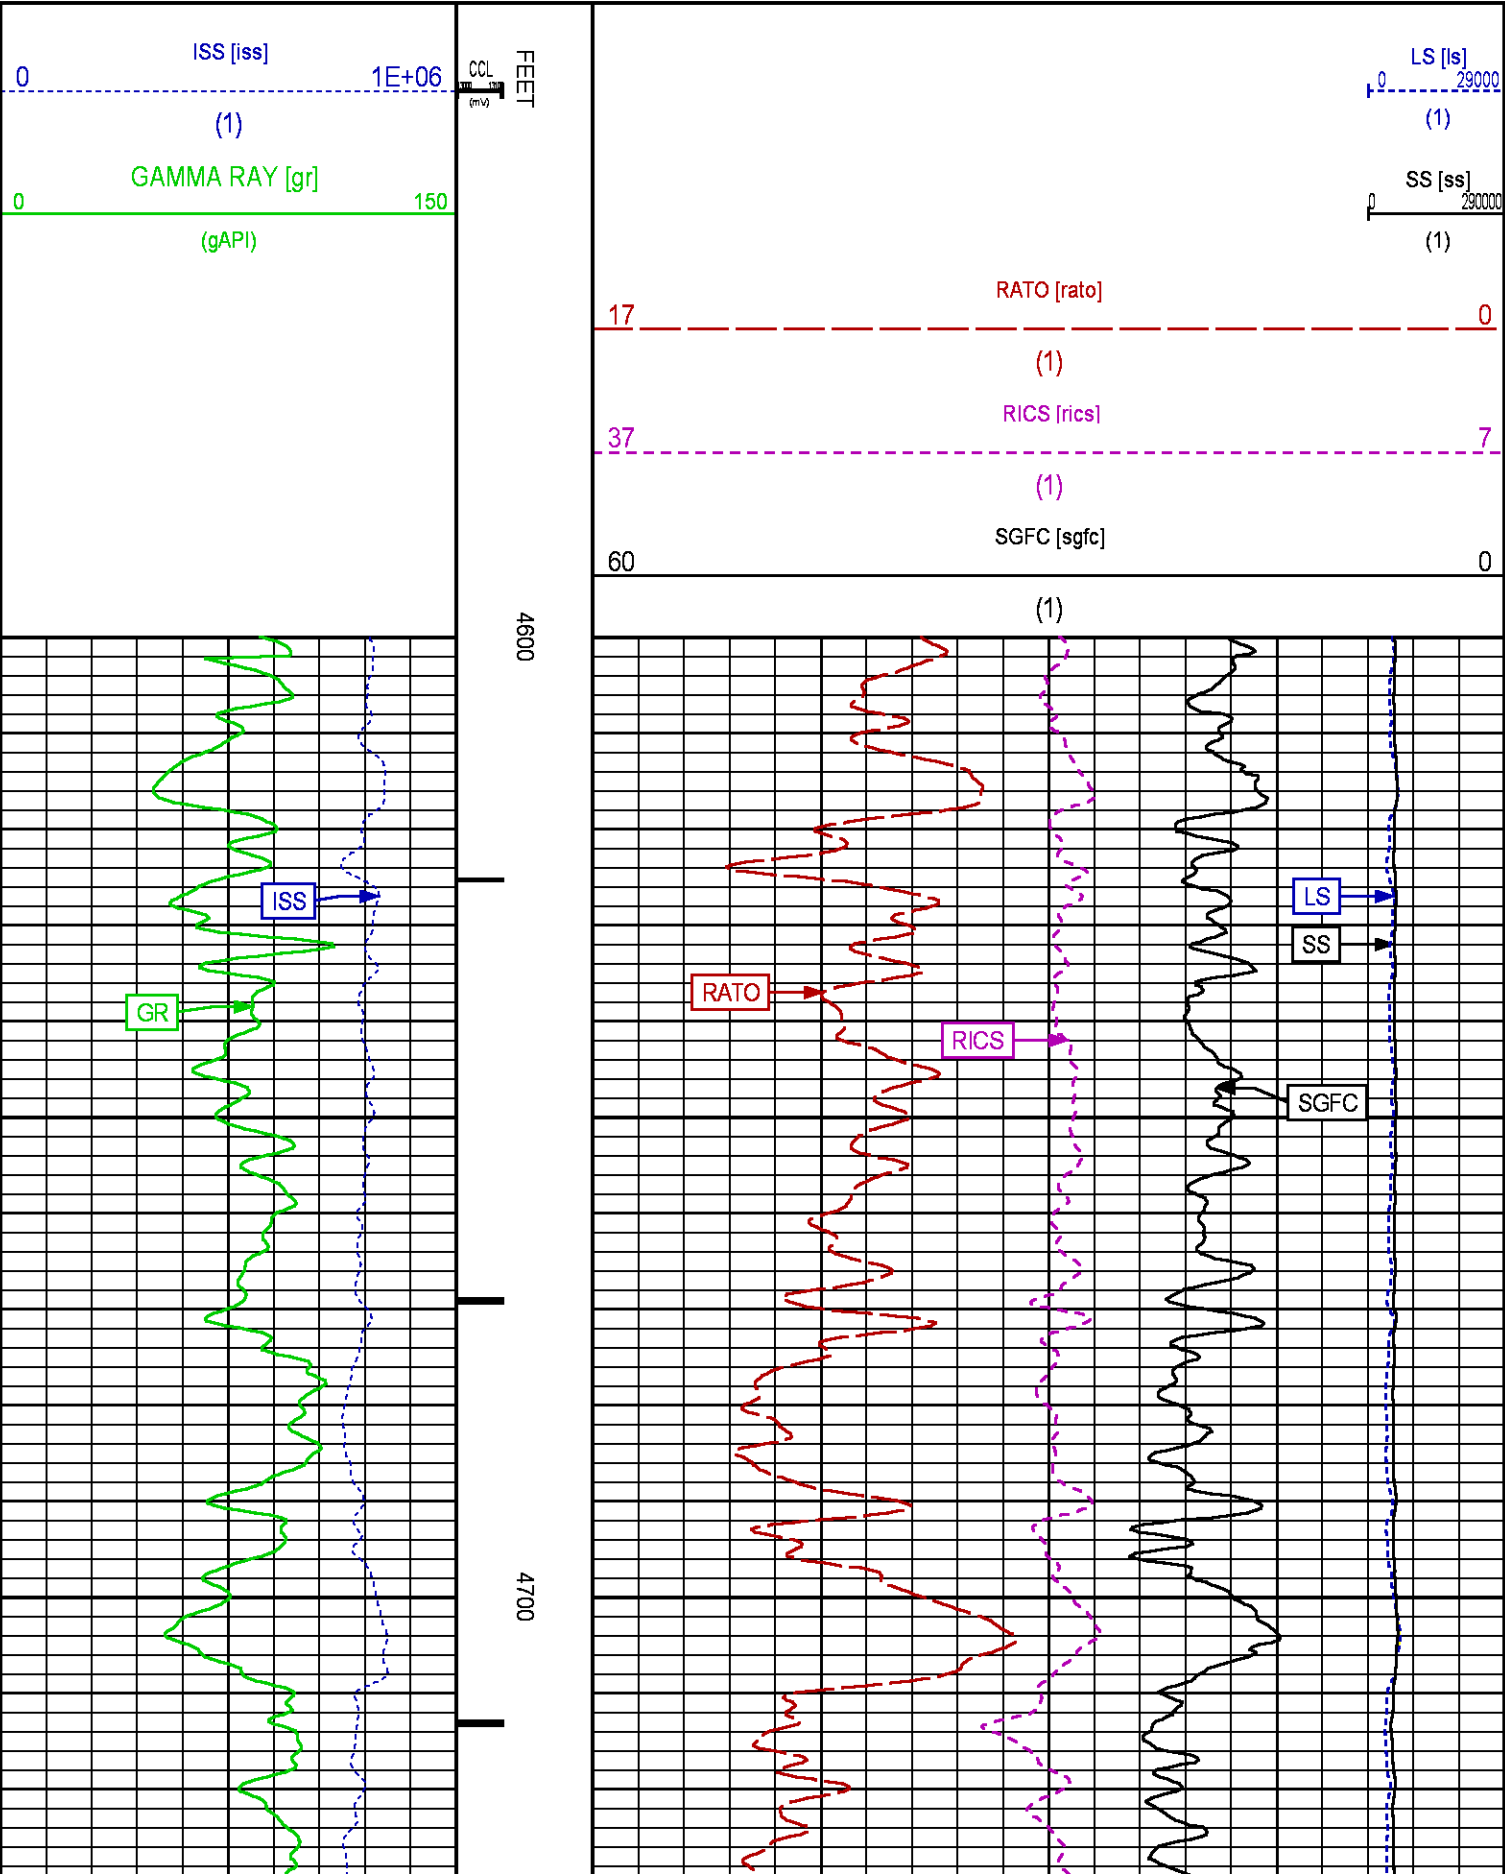 ISS [iss]
0 1E+06
(1)
GAMMA RAY [gr]
0 150
(gAPI)
CCL
(mV)
FEET
LS [ls]
0 29000
(1)
SS [ss]
0 290000
(1)
RATO [rato]
17 0
(1)
RICS [rics]
37 7
(1)
SGFC [sgfc]
60 0
(1)
4600
ISS
LS
SS
RATO
GR
RICS
SGFC
4700